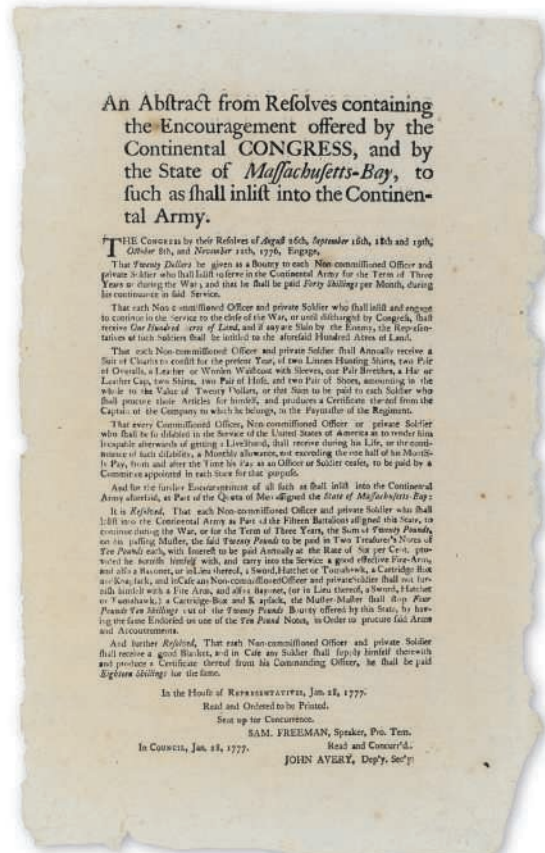 An Abſtract from Reſolves containing
the Encouragement offered by the
Continental CONGRESS, and by
the State of Maſſachuſetts-Bay, to
ſuch as ſhall inliſt into the Continen-
tal Army.
THE CONGRESS by their Reſolves of Auguſt 26th, September 16th, 18th and 19th,
October 8th, and November 12th, 1776, Engage,
That Twenty Dollars be given as a Bounty to each Non-commiſſioned Officer and
private Soldier who ſhall inliſt to ſerve in the Continental Army for the Term of Three
Years or during the War; and that he ſhall be paid Forty Shillings per Month, during
his continuance in ſaid Service.
That each Non-commiſſioned Officer and private Soldier who ſhall inliſt and engage
to continue in the Service to the cloſe of the War, or until diſcharged by Congreſs, ſhall
receive One Hundred Acres of Land, and if any are Slain by the Enemy, the Repreſen-
tatives of ſuch Soldiers ſhall be intitled to the aforeſaid Hundred Acres of Land.
That each Non-commiſſioned Officer and private Soldier ſhall Annually receive a
Suit of Cloaths to conſiſt for the preſent Year, of two Linnen Hunting Shirts, two Pair
of Overalls, a Leather or Woolen Waiſtcoat with Sleeves, one Pair Breeches, a Hat or
Leather Cap, two Shirts, two Pair of Hoſe, and two Pair of Shoes, amounting in the
whole to the Value of Twenty Dollars, or that Sum to be paid to each Soldier who
ſhall procure their Articles for himſelf, and produces a Certificate thereof from the
Captain of the Company to which he belongs, to the Paymaſter of the Regiment.
That every Commiſſioned Officer, Non-commiſſioned Officer or private Soldier
who ſhall be ſo diſabled in the Service of the United States of America as to render him
incapable afterwards of getting a Livelihood, ſhall receive during his Life, or the conti-
nuance of ſuch diſability, a Monthly allowance, not exceeding the one half of his Month-
ly Pay, from and after the Time his Pay as an Officer or Soldier ceaſes, to be paid by a
Committee appointed in each State for that purpoſe.
And for the further Encouragement of all ſuch as ſhall inliſt into the Continental
Army aforeſaid, as Part of the Quota of Men aſſigned the State of Maſſachuſetts-Bay:
It is Reſolved, That each Non-commiſſioned Officer and private Soldier who ſhall
inliſt into the Continental Army as Part of the Fifteen Battalions aſſigned this State, to
continue during the War, or for the Term of Three Years, the Sum of Twenty Pounds,
on his paſſing Muſter, the ſaid Twenty Pounds to be paid in Two Treaſurer's Notes of
Ten Pounds each, with Intereſt to be paid Annually at the Rate of Six per Cent. pro-
vided he furniſh himſelf with, and carry into the Service a good effective Fire-Arm,
and alſo a Bayonet, or in Lieu thereof, a Sword, Hatchet or Tomahawk, a Cartridge-Box
and Knapſack, and in Caſe any Non-commiſſioned Officer and private Soldier ſhall not fur-
niſh himſelf with a Fire Arm, and alſo a Bayonet, (or in Lieu thereof, a Sword, Hatchet
or Tomahawk,) a Cartridge-Box and Knapſack, the Muſter-Maſter ſhall ſtop Four
Pounds Ten Shillings out of the Twenty Pounds Bounty offered by this State, by hav-
ing the ſame Endorſed on one of the Ten Pound Notes, in Order to procure ſaid Arms
and Accoutrements.
And further Reſolved, That each Non-commiſſioned Officer and private Soldier
ſhall receive a good Blanket, and in Caſe any Soldier ſhall ſupply himſelf therewith
and produce a Certificate thereof from his Commanding Officer, he ſhall be paid
Eighteen Shillings for the ſame.
In the Houſe of REPRESENTATIVES, Jan. 28, 1777.
Read and Ordered to be Printed.
Sent up for Concurrence.
SAM. FREEMAN, Speaker, Pro. Tem.
In COUNCIL, Jan. 28, 1777. Read and Concurr'd.
JOHN AVERY, Dep'y. Sec'y.